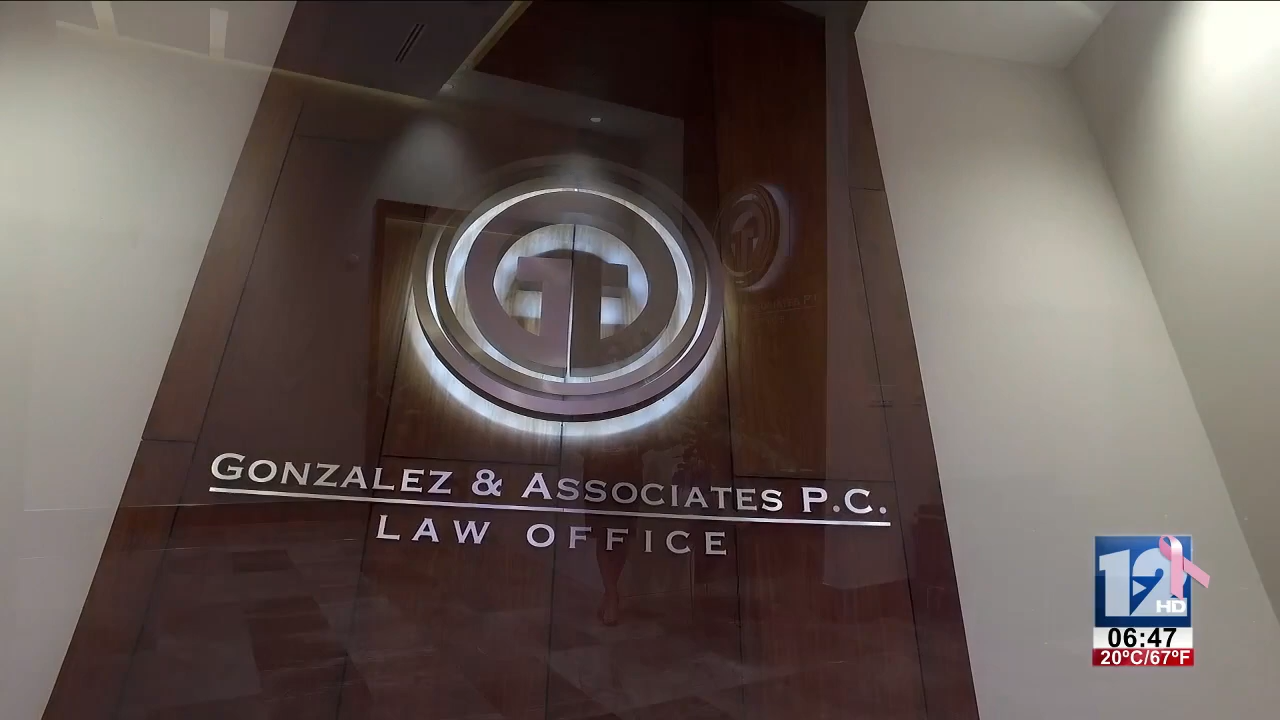 GONZALEZ & ASSOCIATES P.C.
LAW OFFICE
12
HD
06:47
20°C/67°F